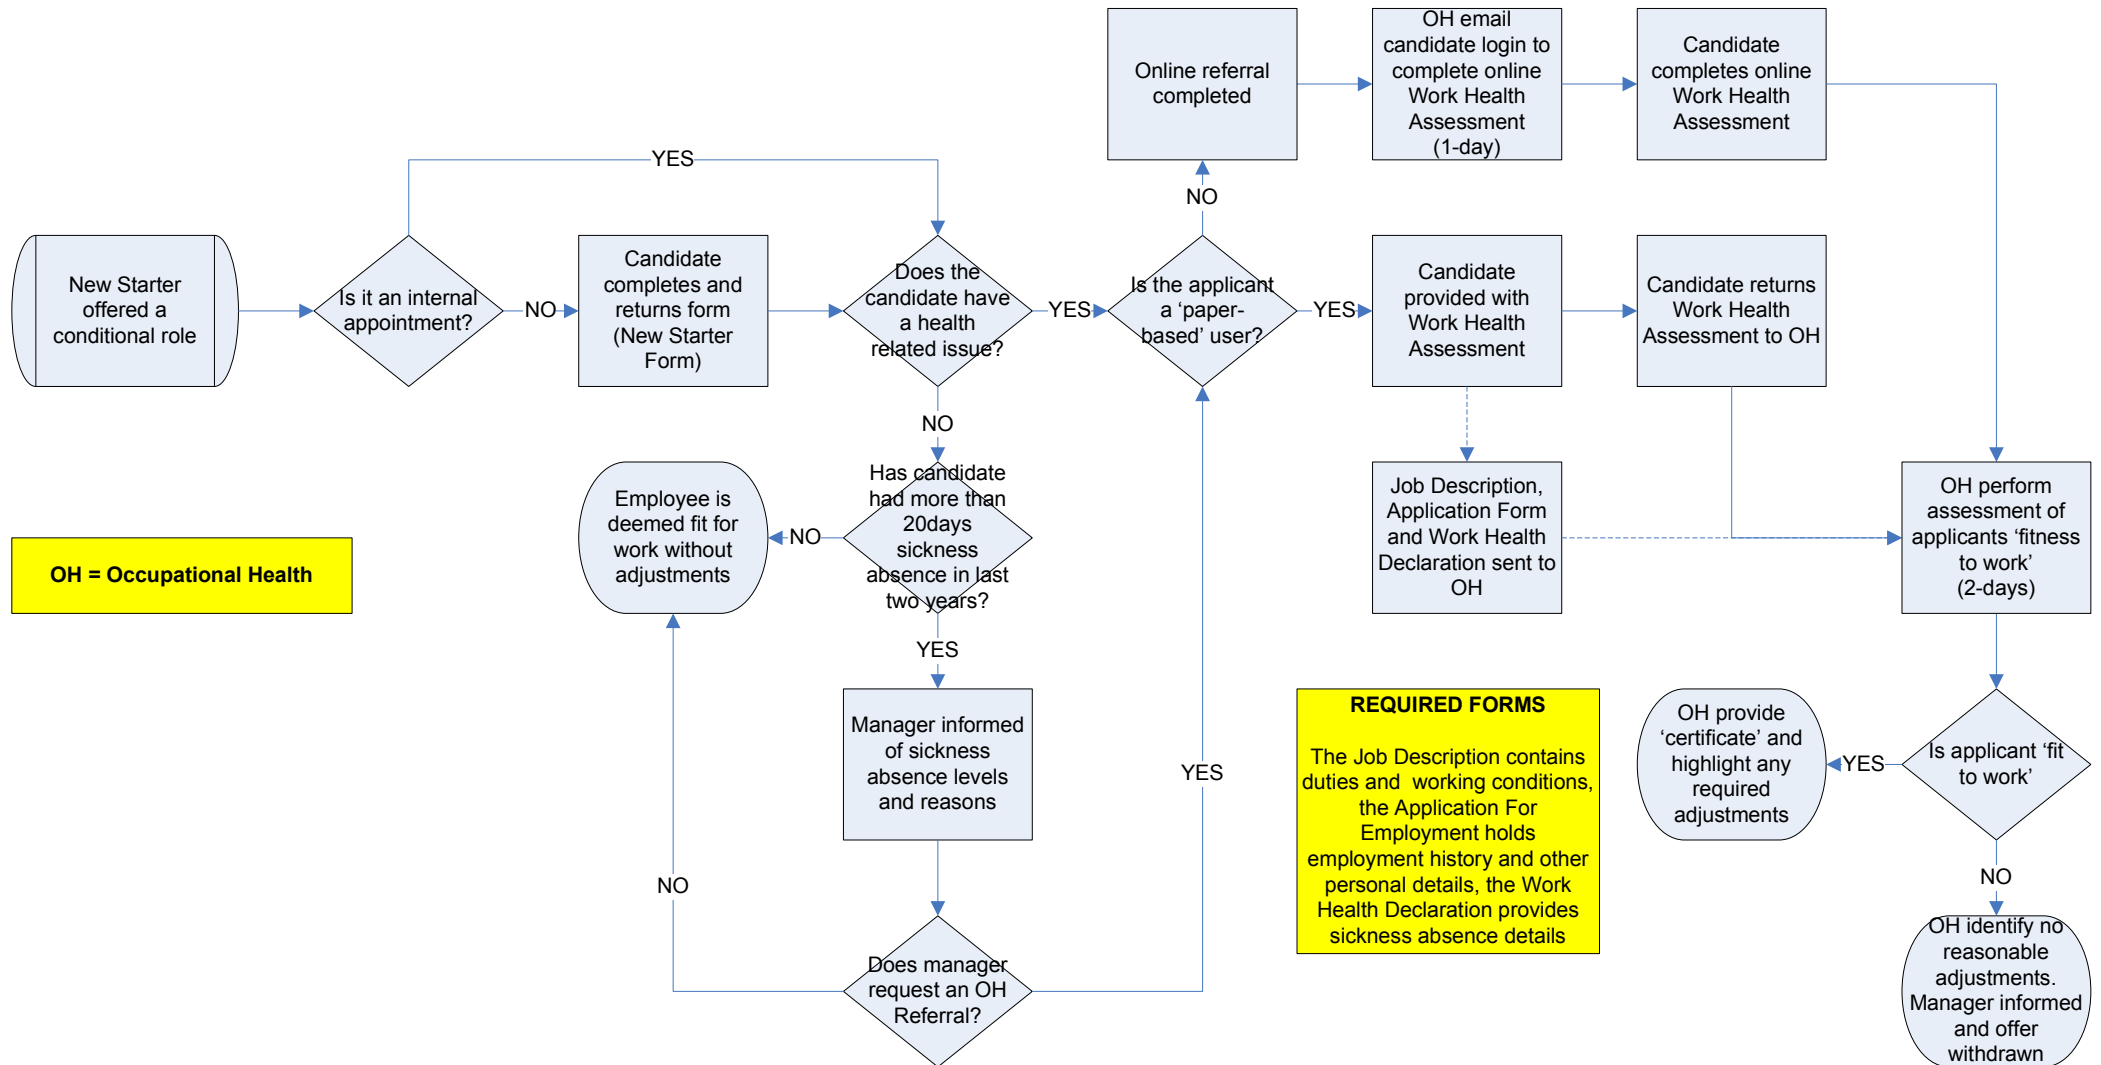 New Starter
offered a
conditional role
Is it an internal
appointment?
YES
NO
Candidate
completes and
returns form
(New Starter
Form)
Does the
candidate have
a health
related issue?
YES
NO
Is the applicant
a ‘paper-
based’ user?
NO
YES
Online referral
completed
OH email
candidate login to
complete online
Work Health
Assessment
(1-day)
Candidate
completes online
Work Health
Assessment
Candidate
provided with
Work Health
Assessment
Candidate returns
Work Health
Assessment to OH
Job Description,
Application Form
and Work Health
Declaration sent to
OH
OH perform
assessment of
applicants ‘fitness
to work’
(2-days)
Has candidate
had more than
20days
sickness
absence in last
two years?
NO
YES
Employee is
deemed fit for
work without
adjustments
OH = Occupational Health
Manager informed
of sickness
absence levels
and reasons
Does manager
request an OH
Referral?
NO
YES
REQUIRED FORMS
The Job Description contains
duties and  working conditions,
the Application For
Employment holds
employment history and other
personal details, the Work
Health Declaration provides
sickness absence details
Is applicant ‘fit
to work’
YES
NO
OH provide
‘certificate’ and
highlight any
required
adjustments
OH identify no
reasonable
adjustments.
Manager informed
and offer
withdrawn